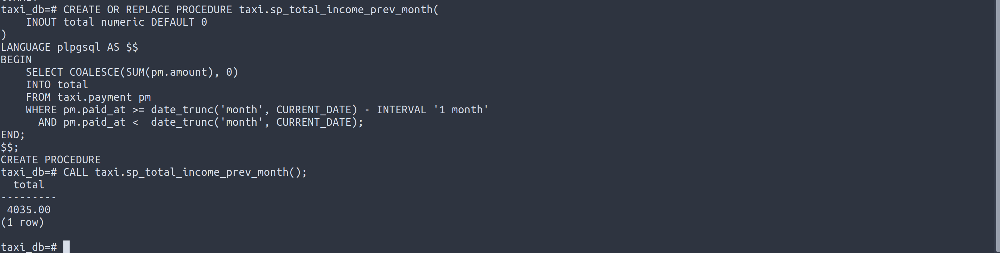 taxi_db=# CREATE OR REPLACE PROCEDURE taxi.sp_total_income_prev_month(
    INOUT total numeric DEFAULT 0
)
LANGUAGE plpgsql AS $$
BEGIN
    SELECT COALESCE(SUM(pm.amount), 0)
    INTO total
    FROM taxi.payment pm
    WHERE pm.paid_at >= date_trunc('month', CURRENT_DATE) - INTERVAL '1 month'
      AND pm.paid_at <  date_trunc('month', CURRENT_DATE);
END;
$$;
CREATE PROCEDURE
taxi_db=# CALL taxi.sp_total_income_prev_month();
  total
---------
 4035.00
(1 row)

taxi_db=#